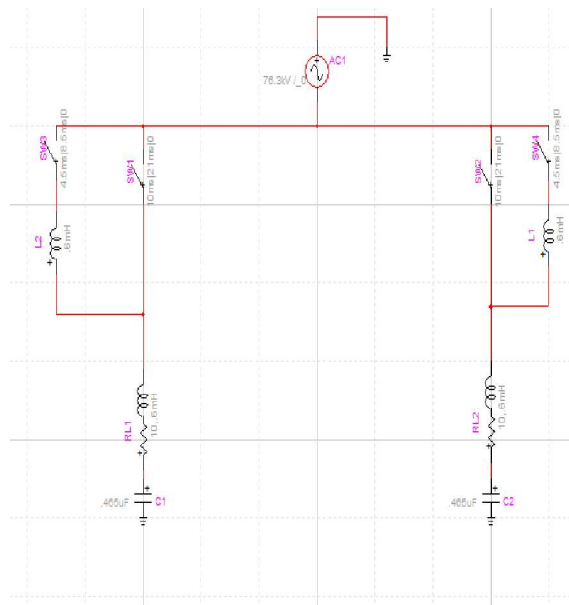 AC1
76.3kV /_0
SW3
4.5ms|8.5ms|0
SW1
10ms|21ms|0
SW2
10ms|21ms|0
SW4
4.5ms|8.5ms|0
L2
.6mH
L1
.6mH
RL1
10,.6mH
RL2
10,.6mH
.465uF
C1
.465uF
C2